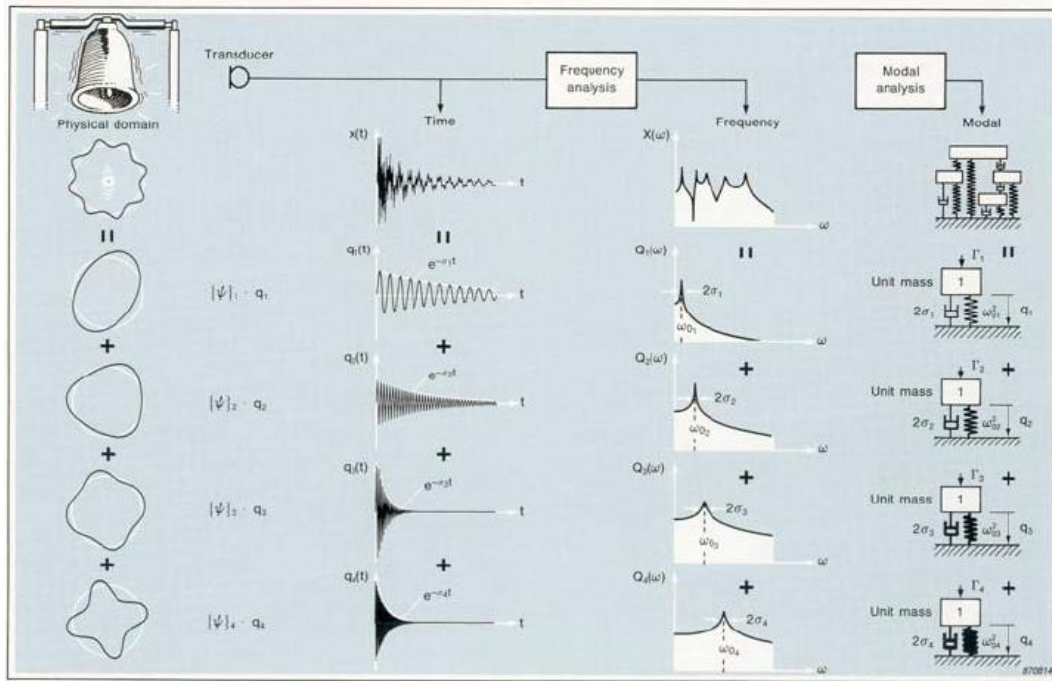 Transducer
Frequency
analysis
Modal
analysis
Physical domain
Time
Frequency
Modal
x(t)
t
X(ω)
ω
q₁(t)
e⁻σ₁t
t
Q₁(ω)
2σ₁
ω₀₁
ω
{ψ}₁ · q₁
Unit mass
Γ₁
1
2σ₁
ω²₀₁
q₁
q₂(t)
e⁻σ₂t
t
Q₂(ω)
2σ₂
ω₀₂
ω
{ψ}₂ · q₂
Unit mass
Γ₂
1
2σ₂
ω²₀₂
q₂
q₃(t)
e⁻σ₃t
t
Q₃(ω)
2σ₃
ω₀₃
ω
{ψ}₃ · q₃
Unit mass
Γ₃
1
2σ₃
ω²₀₃
q₃
q₄(t)
e⁻σ₄t
t
Q₄(ω)
2σ₄
ω₀₄
ω
{ψ}₄ · q₄
Unit mass
Γ₄
1
2σ₄
ω²₀₄
q₄
870814